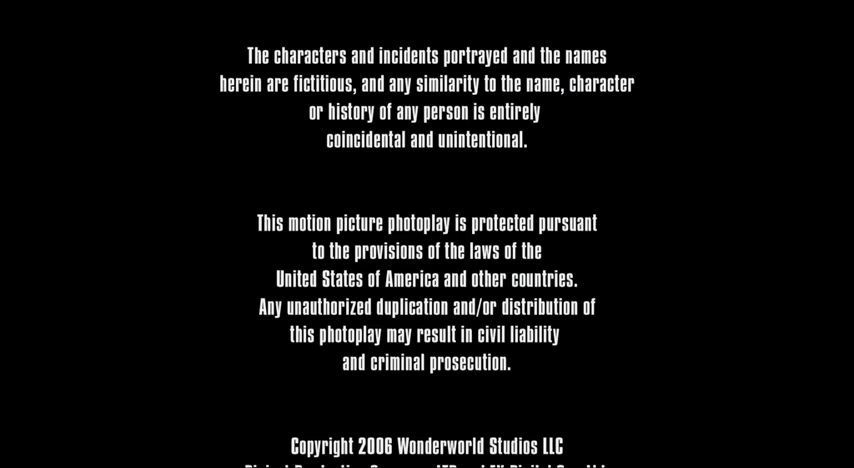 The characters and incidents portrayed and the names
herein are fictitious, and any similarity to the name, character
or history of any person is entirely
coincidental and unintentional.
This motion picture photoplay is protected pursuant
to the provisions of the laws of the
United States of America and other countries.
Any unauthorized duplication and/or distribution of
this photoplay may result in civil liability
and criminal prosecution.
Copyright 2006 Wonderworld Studios LLC